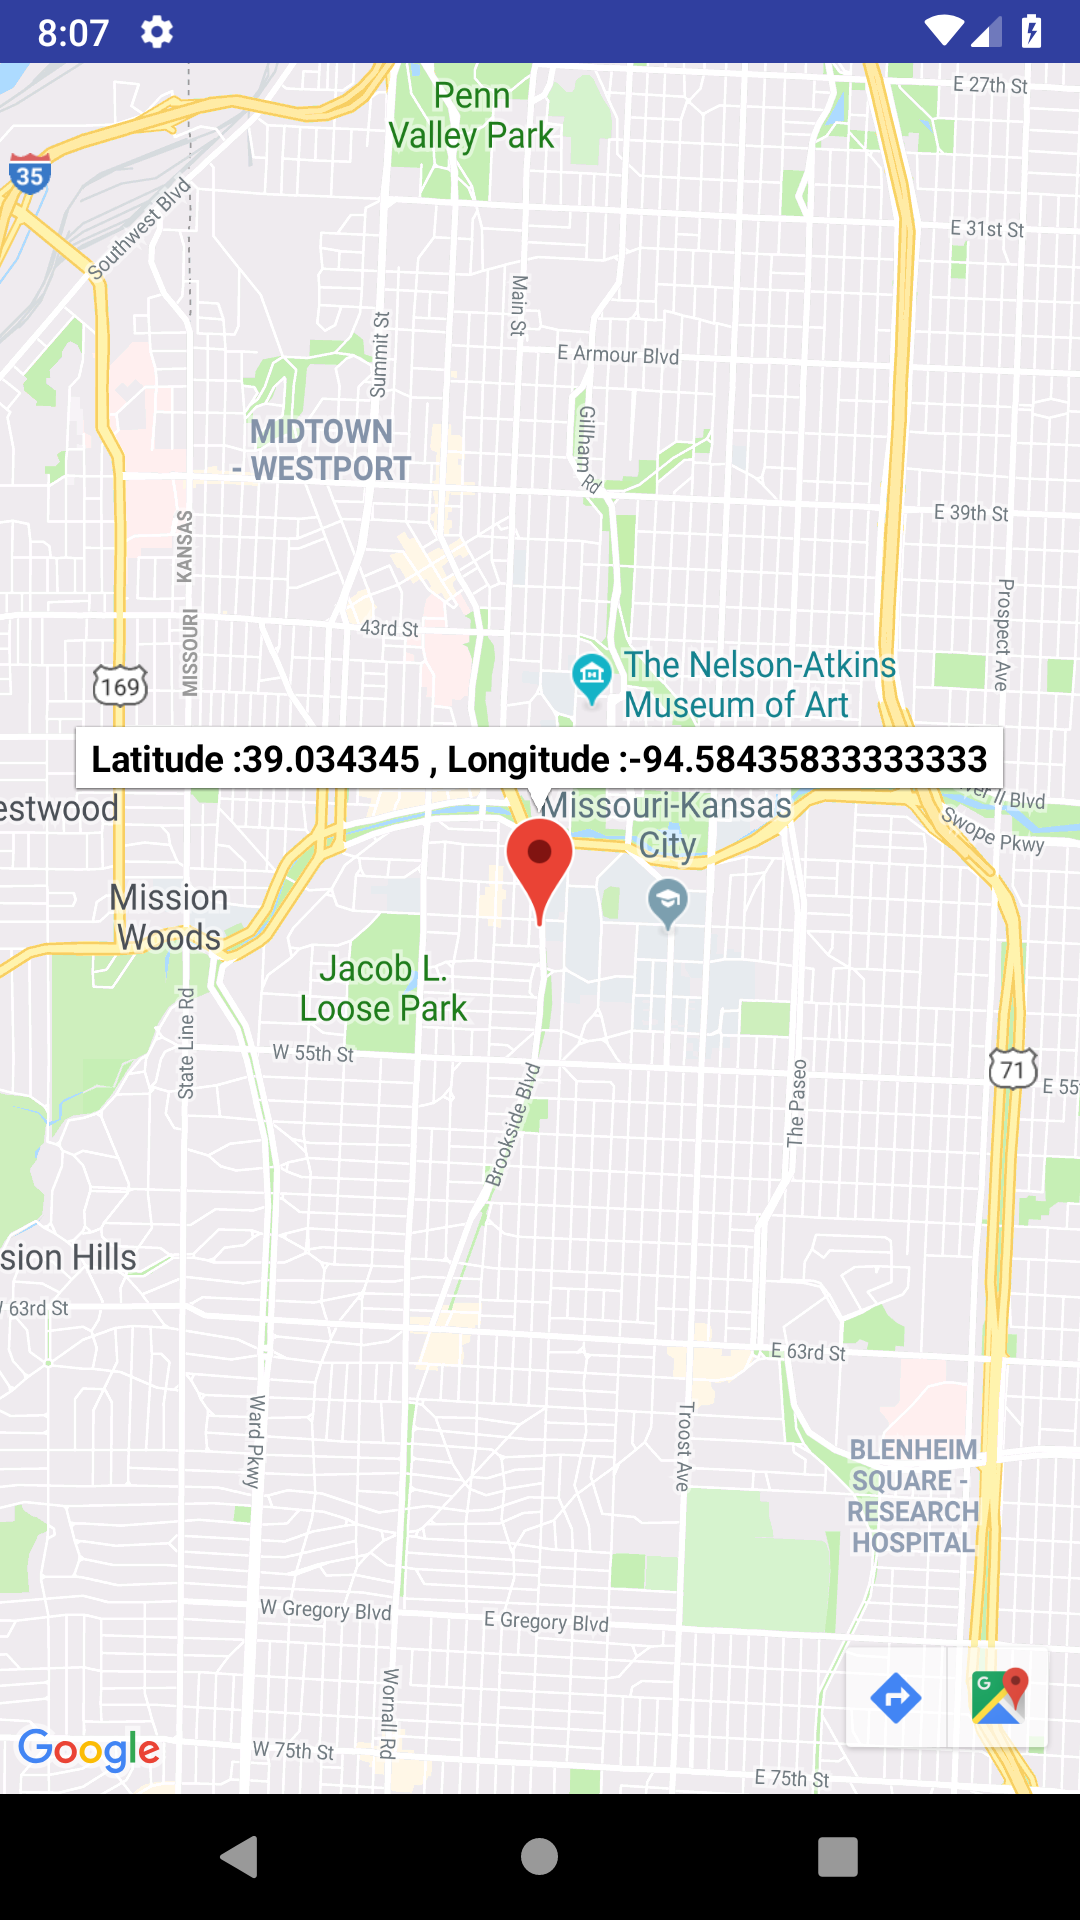 8:07
E 27th St
Penn
Valley Park
35
Southwest Blvd
E 31st St
Main St
Summit St
E Armour Blvd
Gillham Rd
MIDTOWN
- WESTPORT
E 39th St
KANSAS
MISSOURI
Prospect Ave
43rd St
The Nelson-Atkins
Museum of Art
169
Latitude :39.034345 , Longitude :-94.58435833333333
estwood
Missouri-Kansas
City
Blvd
Swope Pkwy
Mission
Woods
Jacob L.
Loose Park
State Line Rd
W 55th St
Brookside Blvd
The Paseo
71
E 55
sion Hills
63rd St
E 63rd St
Ward Pkwy
Troost Ave
BLENHEIM
SQUARE -
RESEARCH
HOSPITAL
W Gregory Blvd
E Gregory Blvd
Wornall Rd
G
Google
W 75th St
E 75th St